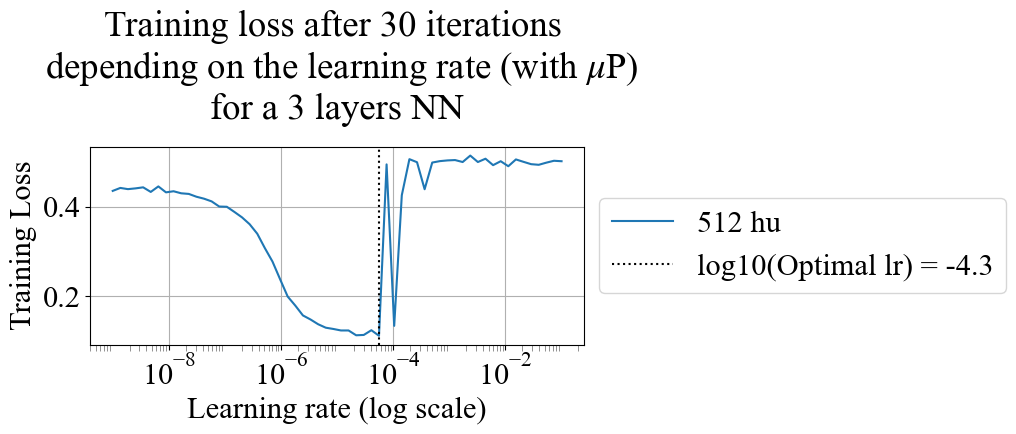 Training loss after 30 iterations
depending on the learning rate (with μP)
for a 3 layers NN
Training Loss
0.4
0.2
10⁻⁸ 10⁻⁶ 10⁻⁴ 10⁻²
Learning rate (log scale)
512 hu
log10(Optimal lr) = -4.3